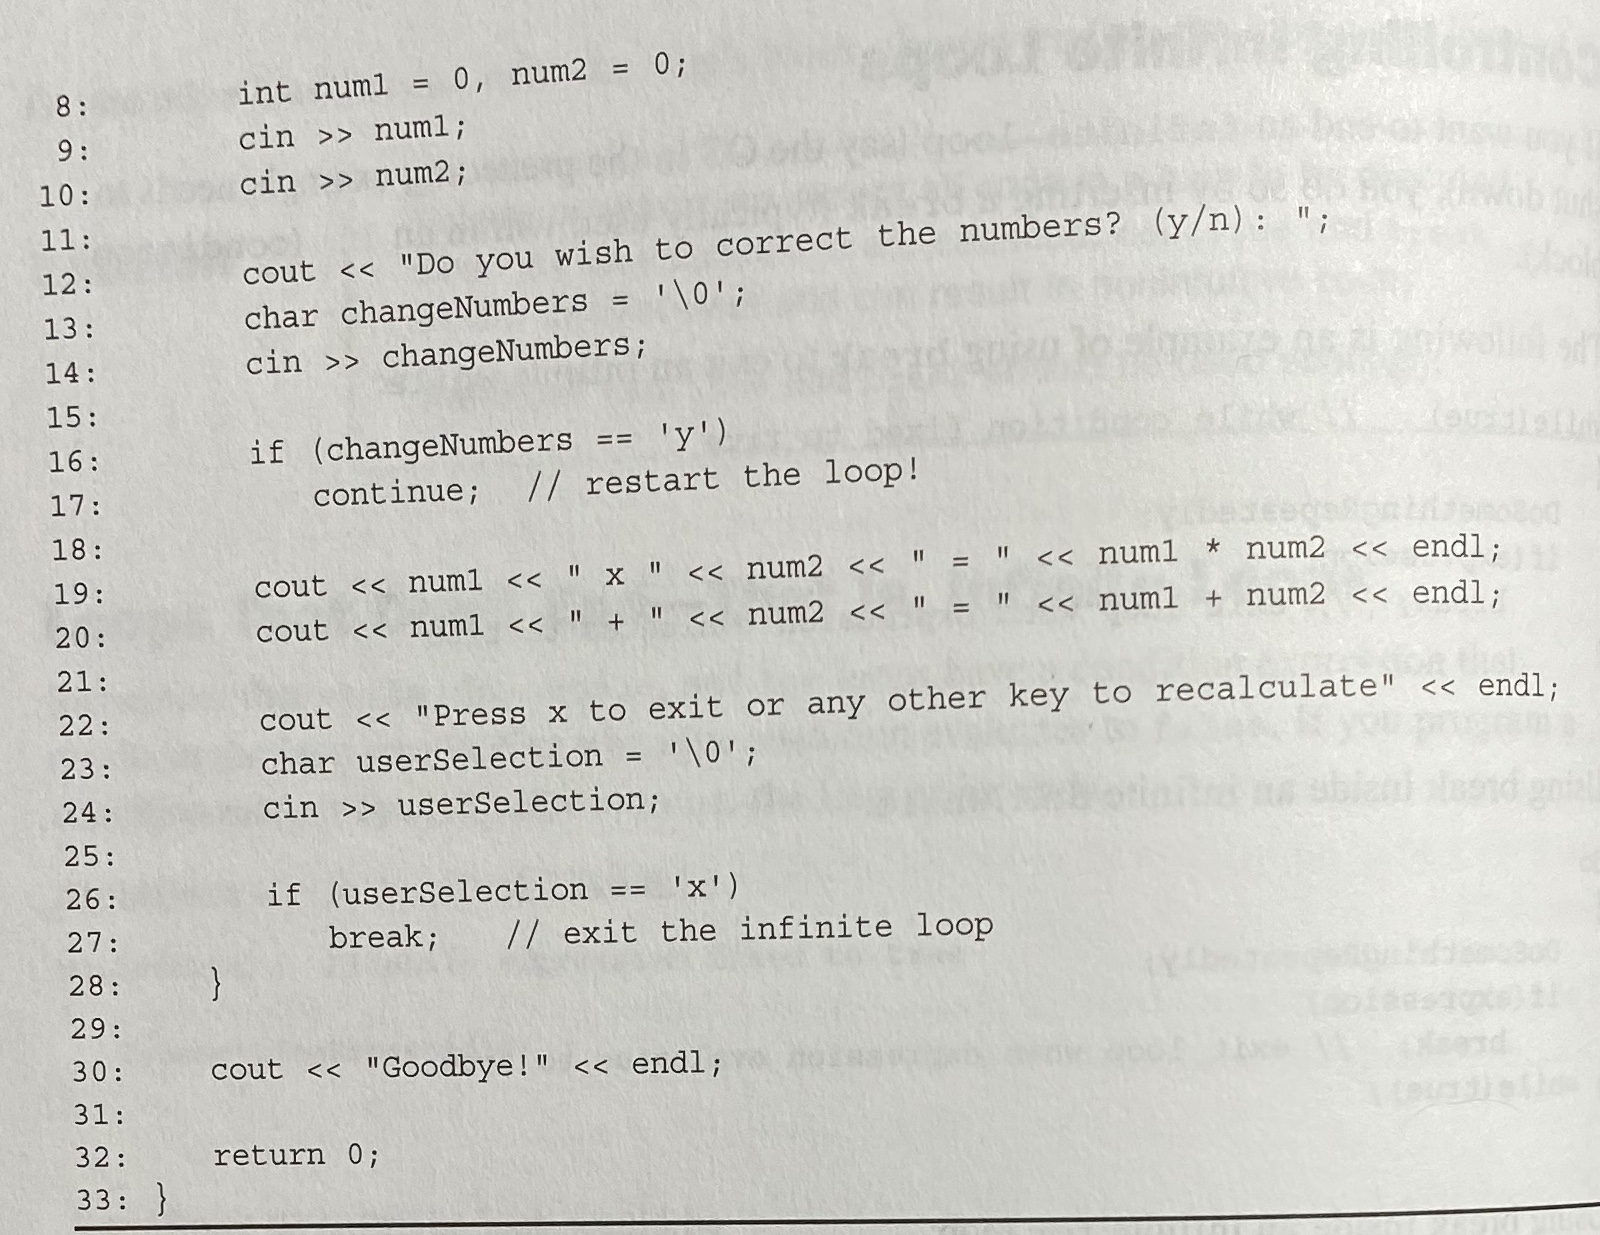 8: int num1 = 0, num2 = 0;
9: cin >> num1;
10: cin >> num2;
11:
12: cout << "Do you wish to correct the numbers? (y/n): ";
13: char changeNumbers = '\0';
14: cin >> changeNumbers;
15:
16: if (changeNumbers == 'y')
17: continue; // restart the loop!
18:
19: cout << num1 << " x " << num2 << " = " << num1 * num2 << endl;
20: cout << num1 << " + " << num2 << " = " << num1 + num2 << endl;
21:
22: cout << "Press x to exit or any other key to recalculate" << endl;
23: char userSelection = '\0';
24: cin >> userSelection;
25:
26: if (userSelection == 'x')
27: break; // exit the infinite loop
28: }
29:
30: cout << "Goodbye!" << endl;
31:
32: return 0;
33: }